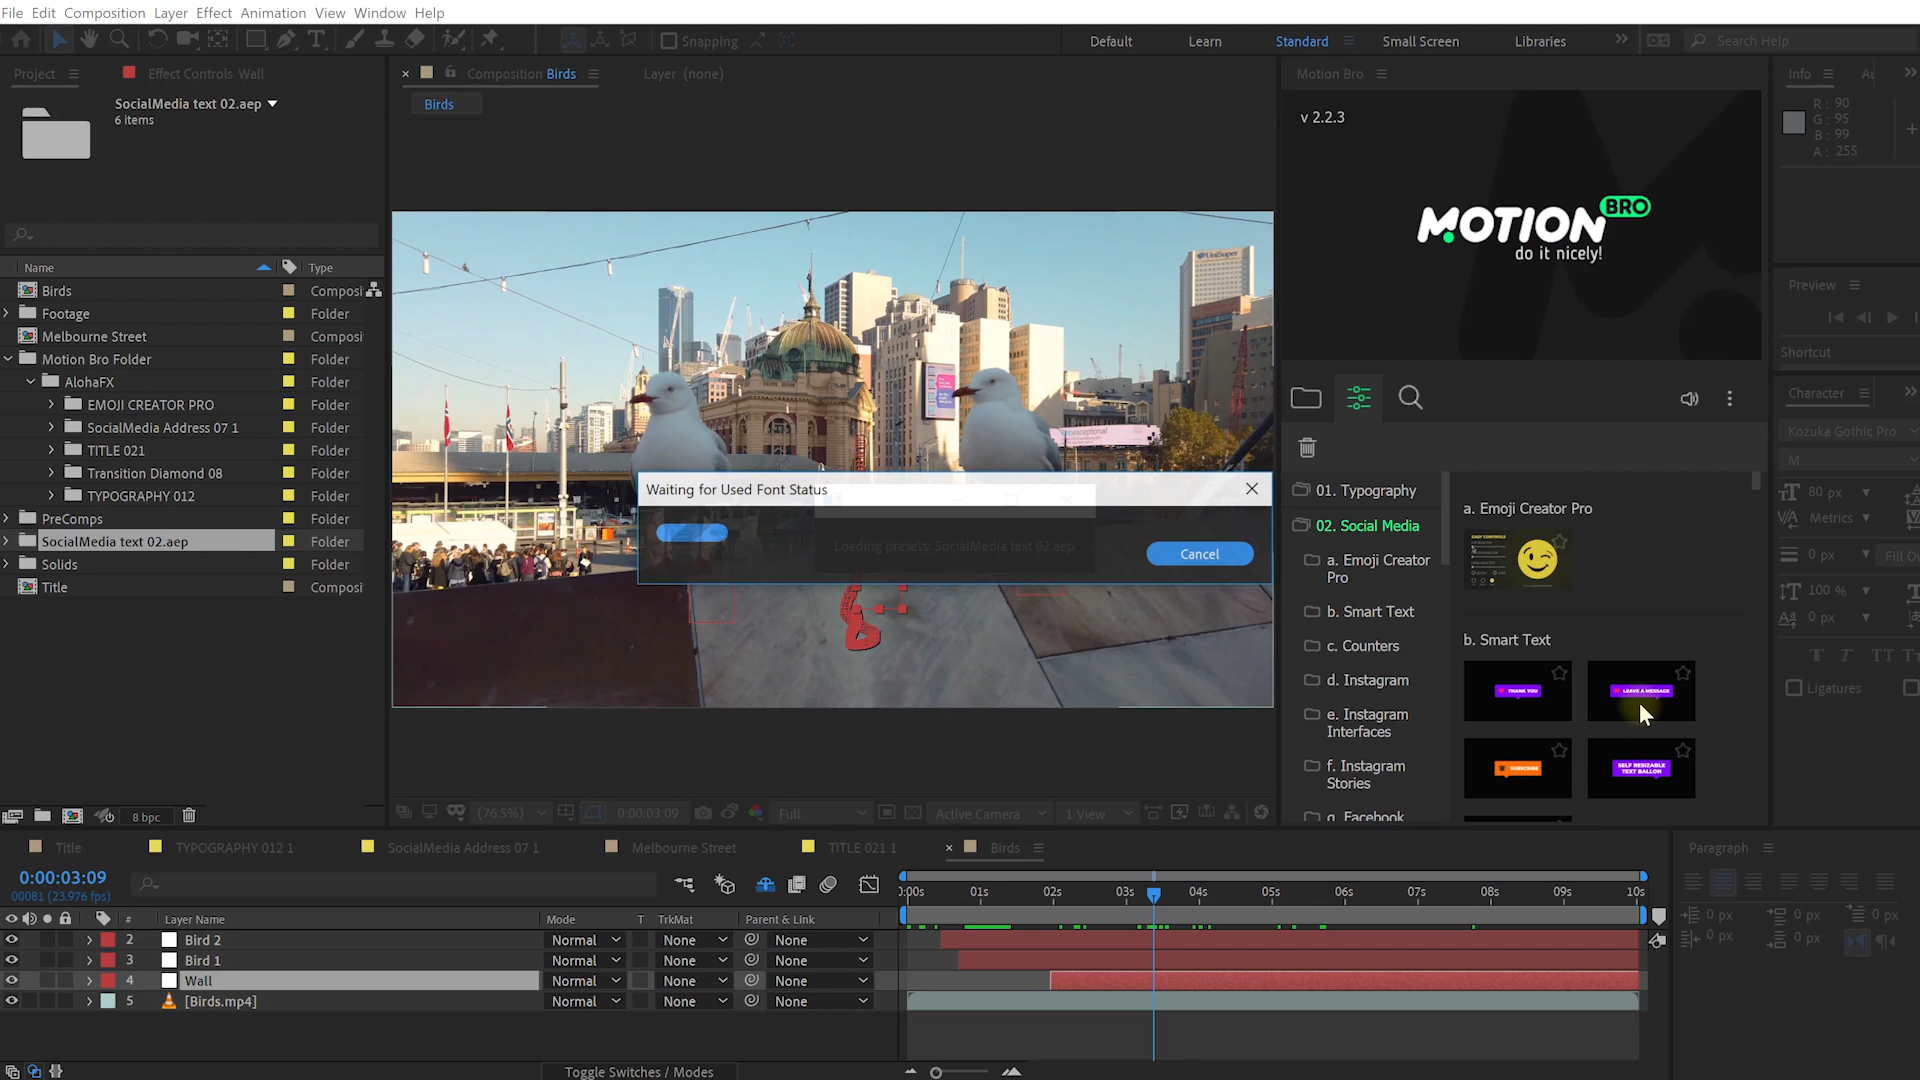 File Edit Composition Layer Effect Animation View Window Help
Snapping
Default Learn Standard Small Screen Libraries
Search Help
Project
Effect Controls Wall
SocialMedia text 02.aep
6 items
Name Type
Birds Composi
Footage Folder
Melbourne Street Composi
Motion Bro Folder Folder
AlohaFX Folder
EMOJI CREATOR PRO Folder
SocialMedia Address 07 1 Folder
TITLE 021 Folder
Transition Diamond 08 Folder
TYPOGRAPHY 012 Folder
PreComps Folder
SocialMedia text 02.aep Folder
Solids Folder
Title Composi
8 bpc
Composition Birds
Layer (none)
Birds
UniSuper
Waiting for Used Font Status
Loading presets: SocialMedia text 02.aep
Cancel
(76.5%) 0:00:03:09 Full Active Camera 1 View
Motion Bro
v 2.2.3
MOTION BRO
do it nicely!
01. Typography
02. Social Media
a. Emoji Creator
Pro
b. Smart Text
c. Counters
d. Instagram
e. Instagram
Interfaces
f. Instagram
Stories
g. Facebook
a. Emoji Creator Pro
b. Smart Text
THANK YOU
LEAVE A MESSAGE
SUBSCRIBE
SELF RESIZABLE
TEXT BALLON
Info
R : 90
G : 95
B : 99
A : 255
Preview
Shortcut
Character
Kozuka Gothic Pro
M
80 px
Metrics
0 px Fill O
100 %
0 px
Ligatures
Title TYPOGRAPHY 012 1 SocialMedia Address 07 1 Melbourne Street TITLE 021 1 Birds
0:00:03:09
00081 (23.976 fps)
:00s 01s 02s 03s 04s 05s 06s 07s 08s 09s 10s
# Layer Name Mode T TrkMat Parent & Link
2 Bird 2 Normal None None
3 Bird 1 Normal None None
4 Wall Normal None None
5 [Birds.mp4] Normal None None
Toggle Switches / Modes
Paragraph
0 px 0 px 0 px
0 px 0 px